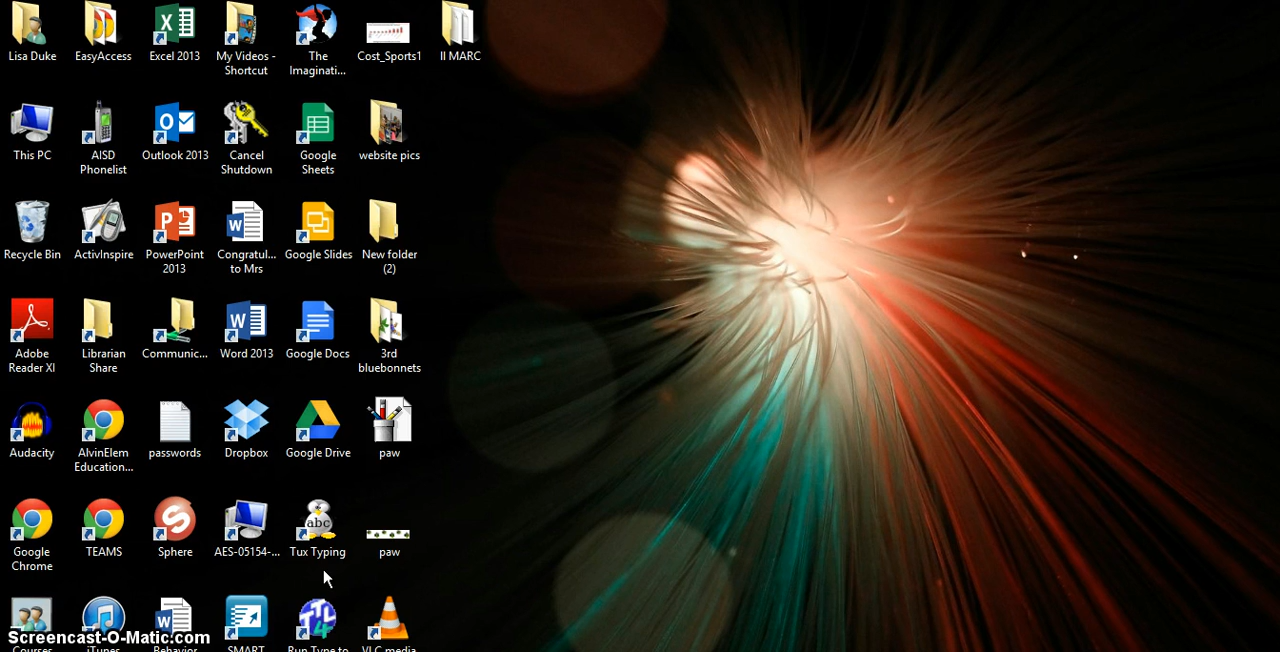 Lisa Duke
EasyAccess
Excel 2013
My Videos -
Shortcut
The
Imaginati...
Cost_Sports1
II MARC
This PC
AISD
Phonelist
Outlook 2013
Cancel
Shutdown
Google
Sheets
website pics
Recycle Bin
ActivInspire
PowerPoint
2013
Congratul...
to Mrs
Google Slides
New folder
(2)
Adobe
Reader XI
Librarian
Share
Communic...
Word 2013
Google Docs
3rd
bluebonnets
Audacity
AlvinElem
Education...
passwords
Dropbox
Google Drive
paw
Google
Chrome
TEAMS
Sphere
AES-05154-...
abc
Tux Typing
paw
TTL
4
Screencast-O-Matic.com
Courses
iTunes
Behavior
SMART
Run Type to
VLC media